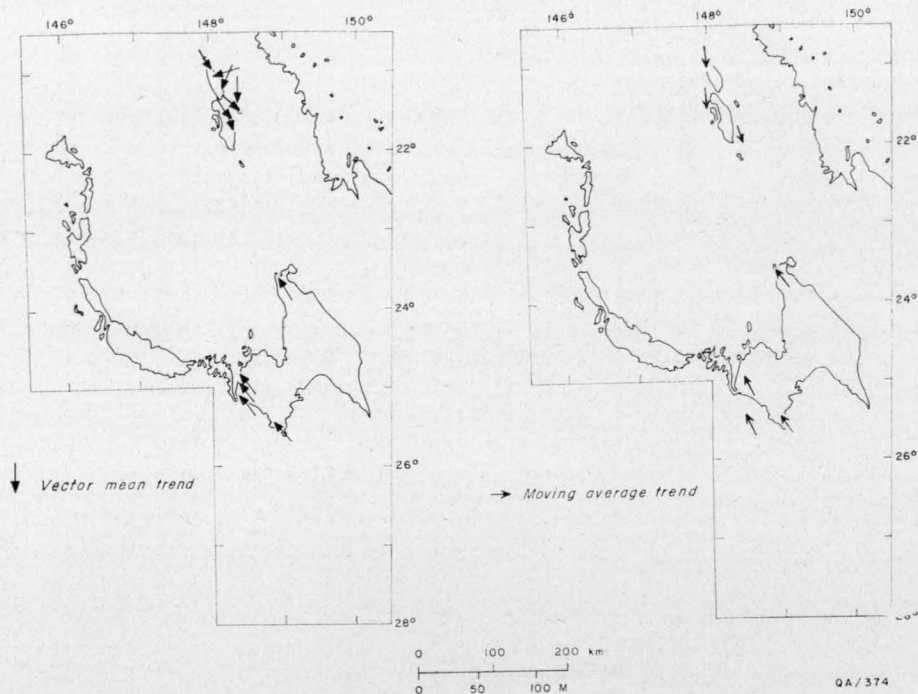 146° 148° 150° 146° 148° 150°
22° 22°
24° 24°
26° 26°
Vector mean trend
Moving average trend
28°
0 100 200 km
0 50 100 M
QA/374